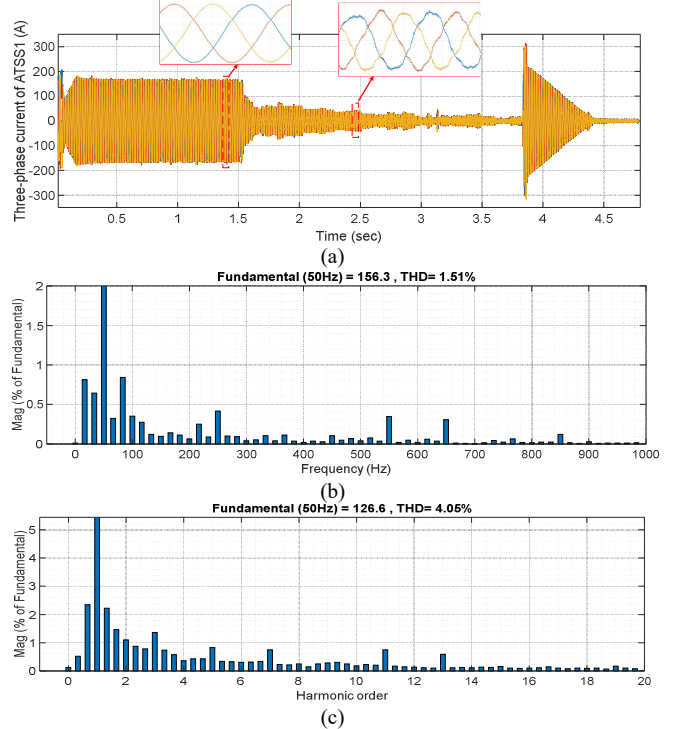 Three-phase current of ATSS1 (A)
300
200
100
0
-100
-200
-300
0.5 1 1.5 2 2.5 3 3.5 4 4.5
Time (sec)
(a)
Fundamental (50Hz) = 156.3 , THD= 1.51%
Mag (% of Fundamental)
2
1.5
1
0.5
0
0 100 200 300 400 500 600 700 800 900 1000
Frequency (Hz)
(b)
Fundamental (50Hz) = 126.6 , THD= 4.05%
Mag (% of Fundamental)
5
4
3
2
1
0
0 2 4 6 8 10 12 14 16 18 20
Harmonic order
(c)